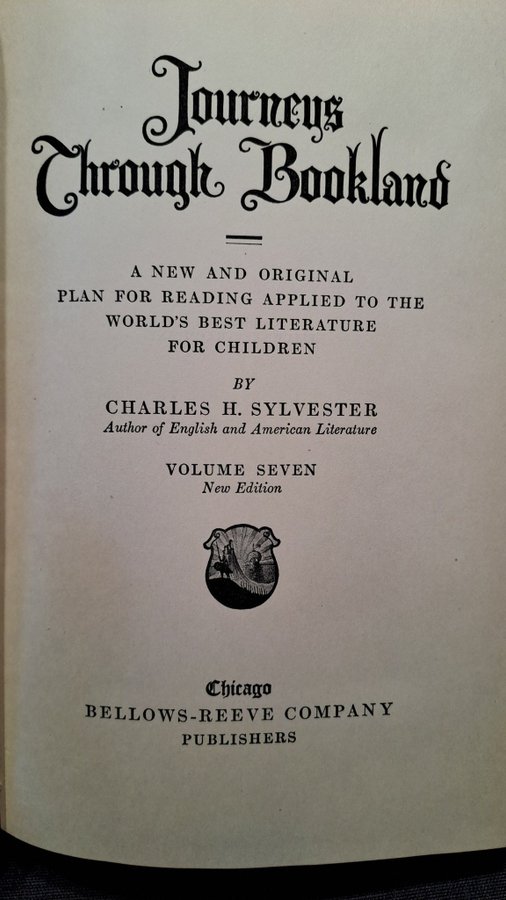 Journeys
Through Bookland
A NEW AND ORIGINAL
PLAN FOR READING APPLIED TO THE
WORLD'S BEST LITERATURE
FOR CHILDREN
BY
CHARLES H. SYLVESTER
Author of English and American Literature
VOLUME SEVEN
New Edition
Chicago
BELLOWS-REEVE COMPANY
PUBLISHERS